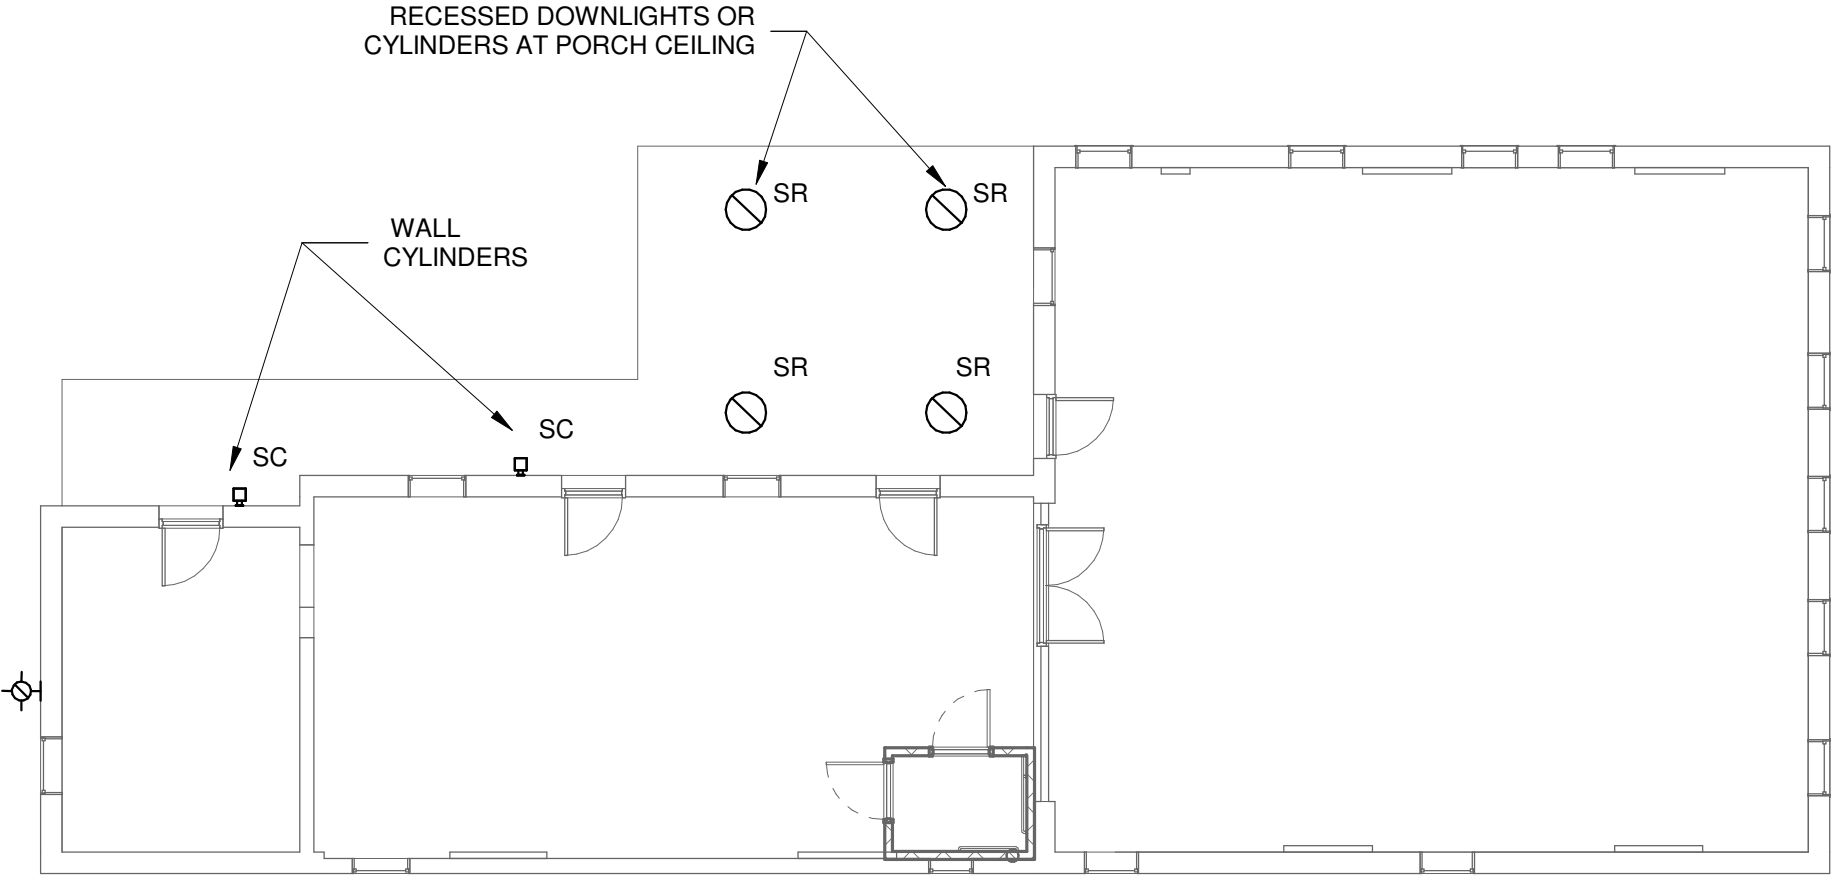 RECESSED DOWNLIGHTS OR
CYLINDERS AT PORCH CEILING
SR
SR
WALL
CYLINDERS
SR
SR
SC
SC